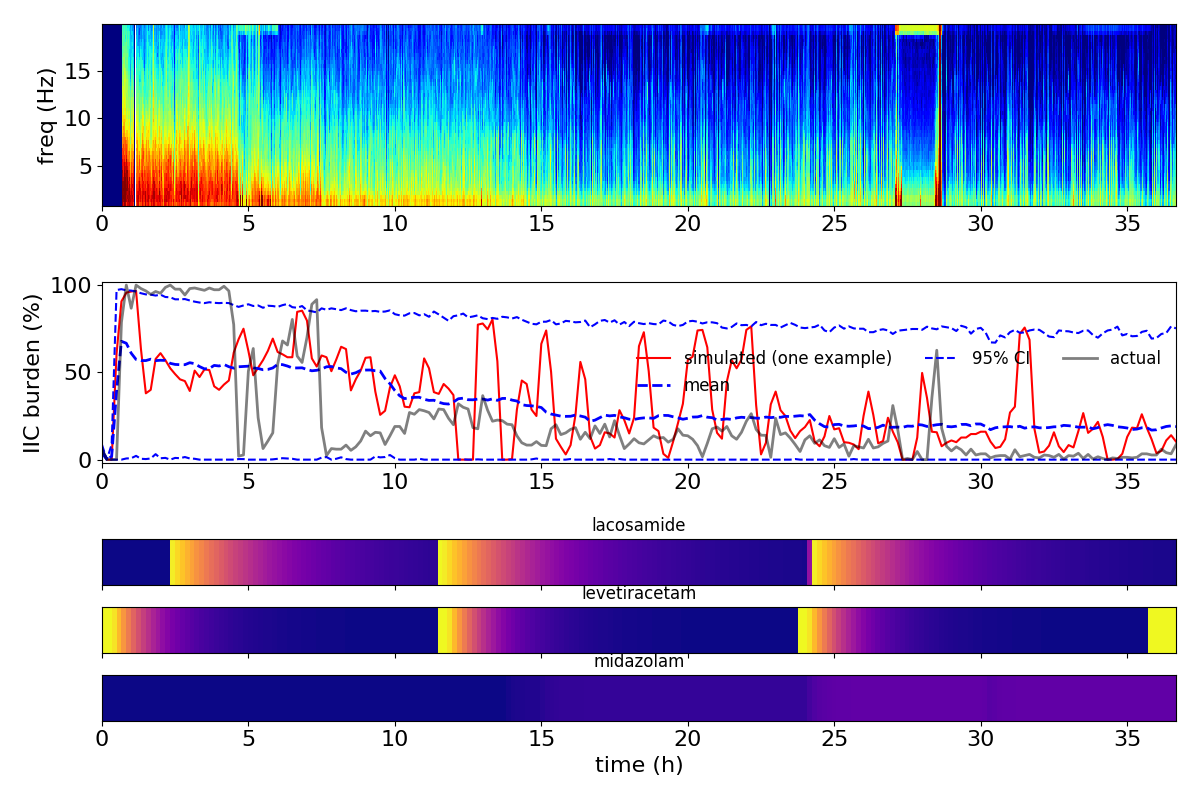 15
10
5
freq (Hz)
0 5 10 15 20 25 30 35
100
50
0
IIC burden (%)
simulated (one example) 95% CI actual
mean
0 5 10 15 20 25 30 35
lacosamide
levetiracetam
midazolam
0 5 10 15 20 25 30 35
time (h)